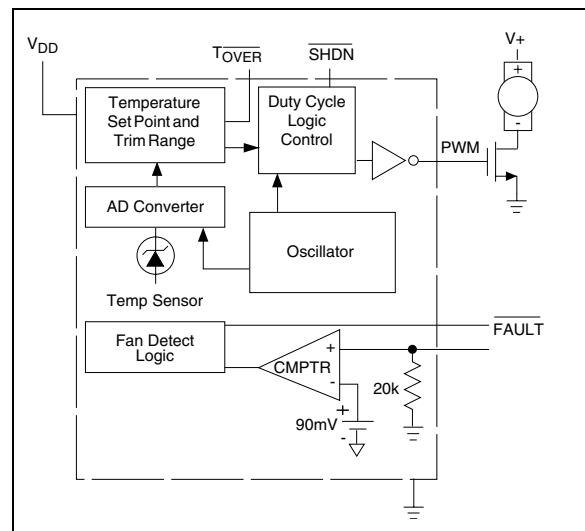 V+
VDD
TOVER
SHDN
+
-
Temperature
Set Point and
Trim Range
Duty Cycle
Logic
Control
PWM
AD Converter
Oscillator
Temp Sensor
Fan Detect
Logic
FAULT
CMPTR
+
-
20k
+
90mV
-